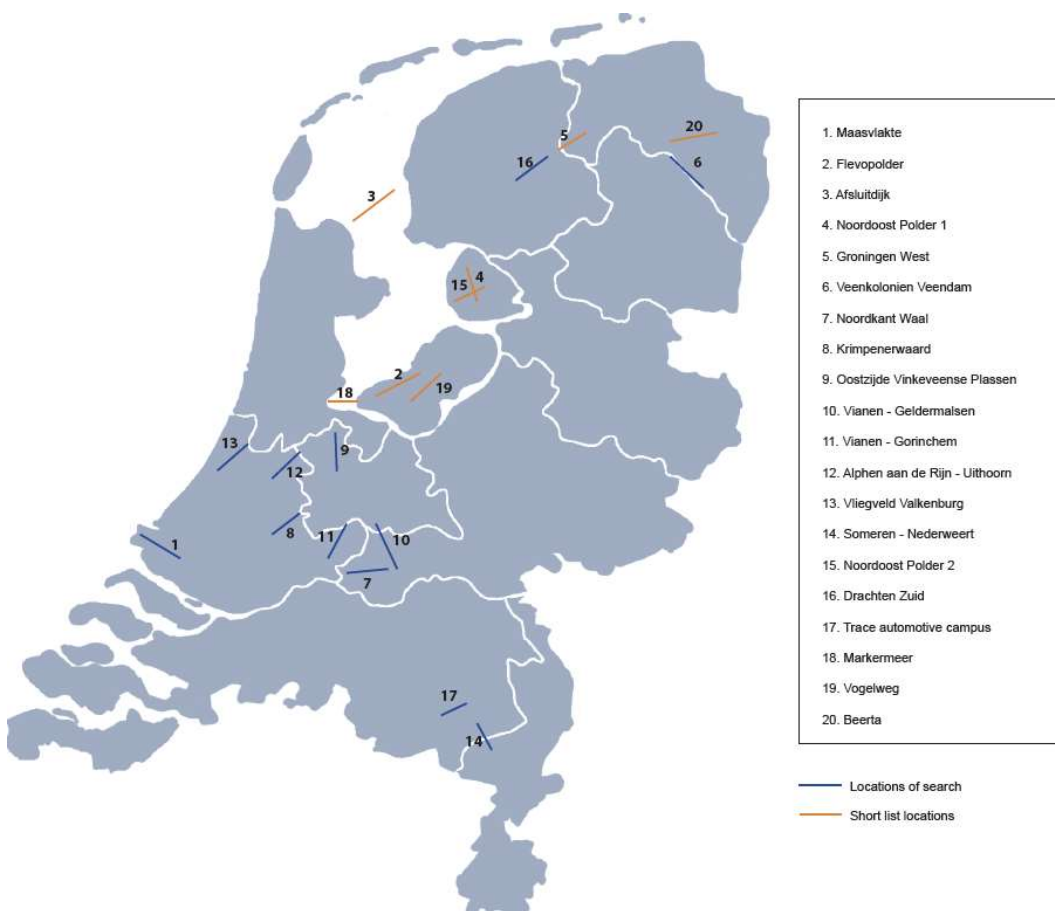 5
20
16
6
3
4
15
2
19
18
13
9
12
8
11
10
1
7
17
14
1. Maasvlakte
2. Flevopolder
3. Afsluitdijk
4. Noordoost Polder 1
5. Groningen West
6. Veenkolonien Veendam
7. Noordkant Waal
8. Krimpenerwaard
9. Oostzijde Vinkeveense Plassen
10. Vianen - Geldermalsen
11. Vianen - Gorinchem
12. Alphen aan de Rijn - Uithoorn
13. Vliegveld Valkenburg
14. Someren - Nederweert
15. Noordoost Polder 2
16. Drachten Zuid
17. Trace automotive campus
18. Markermeer
19. Vogelweg
20. Beerta
Locations of search
Short list locations